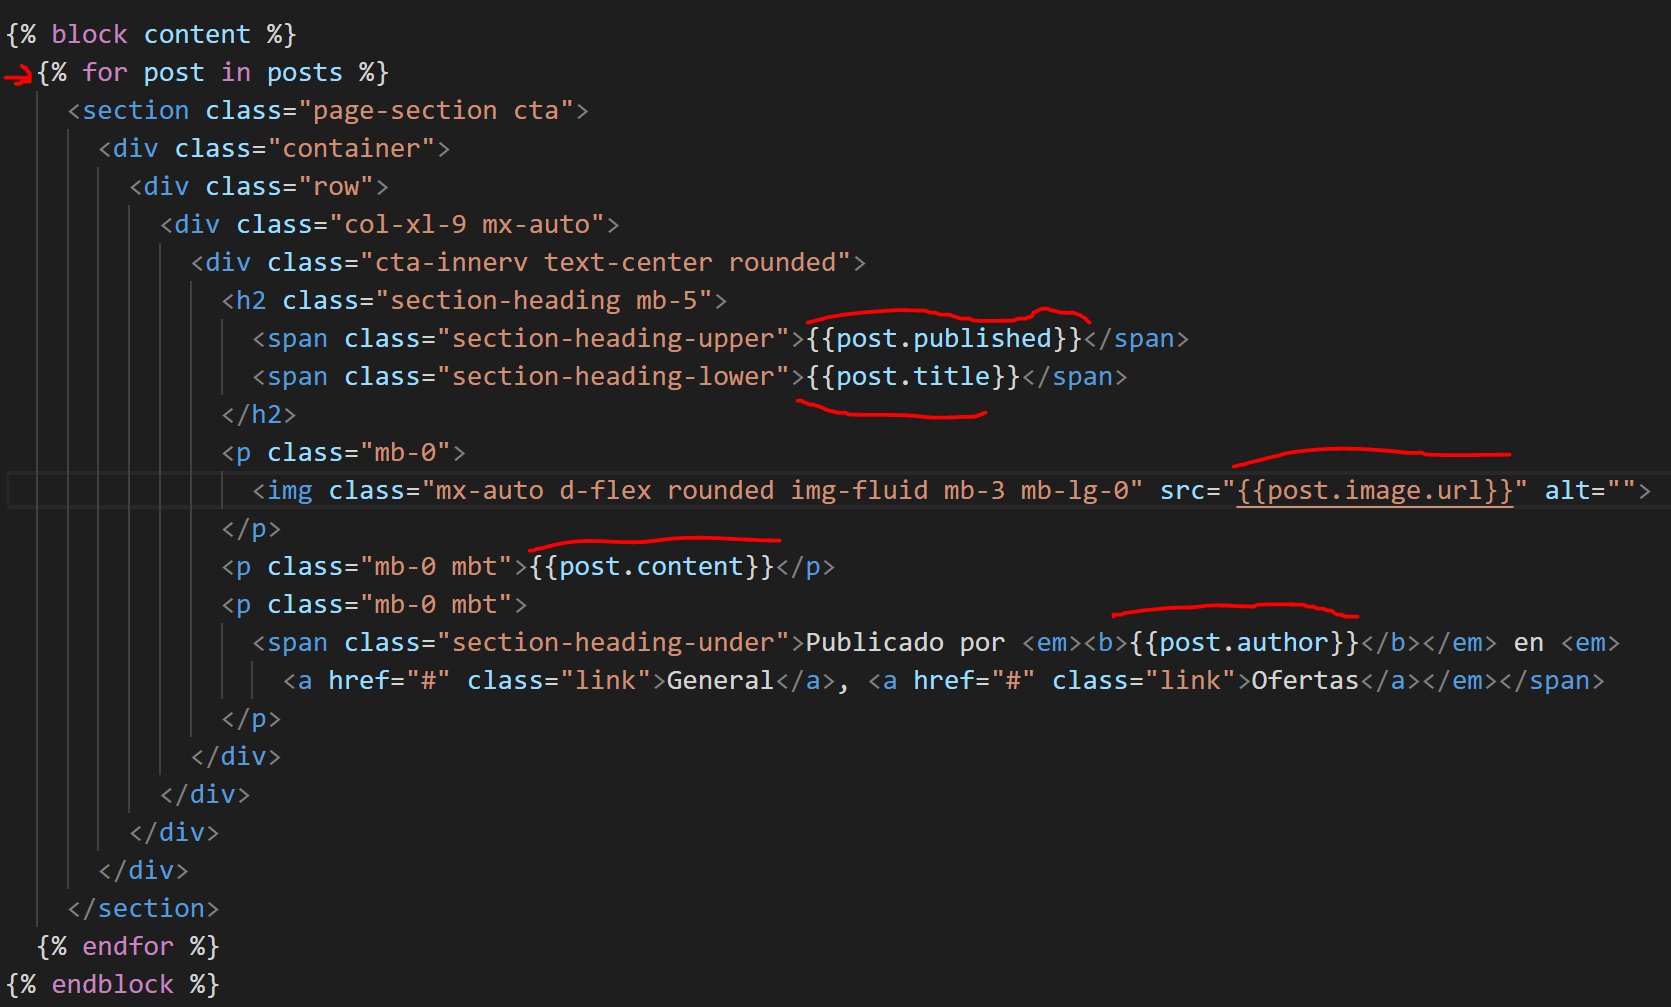 {% block content %}
{% for post in posts %}
<section class="page-section cta">
<div class="container">
<div class="row">
<div class="col-xl-9 mx-auto">
<div class="cta-innerv text-center rounded">
<h2 class="section-heading mb-5">
<span class="section-heading-upper">{{post.published}}</span>
<span class="section-heading-lower">{{post.title}}</span>
</h2>
<p class="mb-0">
<img class="mx-auto d-flex rounded img-fluid mb-3 mb-lg-0" src="{{post.image.url}}" alt="">
</p>
<p class="mb-0 mbt">{{post.content}}</p>
<p class="mb-0 mbt">
<span class="section-heading-under">Publicado por <em><b>{{post.author}}</b></em> en <em>
<a href="#" class="link">General</a>, <a href="#" class="link">Ofertas</a></em></span>
</p>
</div>
</div>
</div>
</div>
</section>
{% endfor %}
{% endblock %}